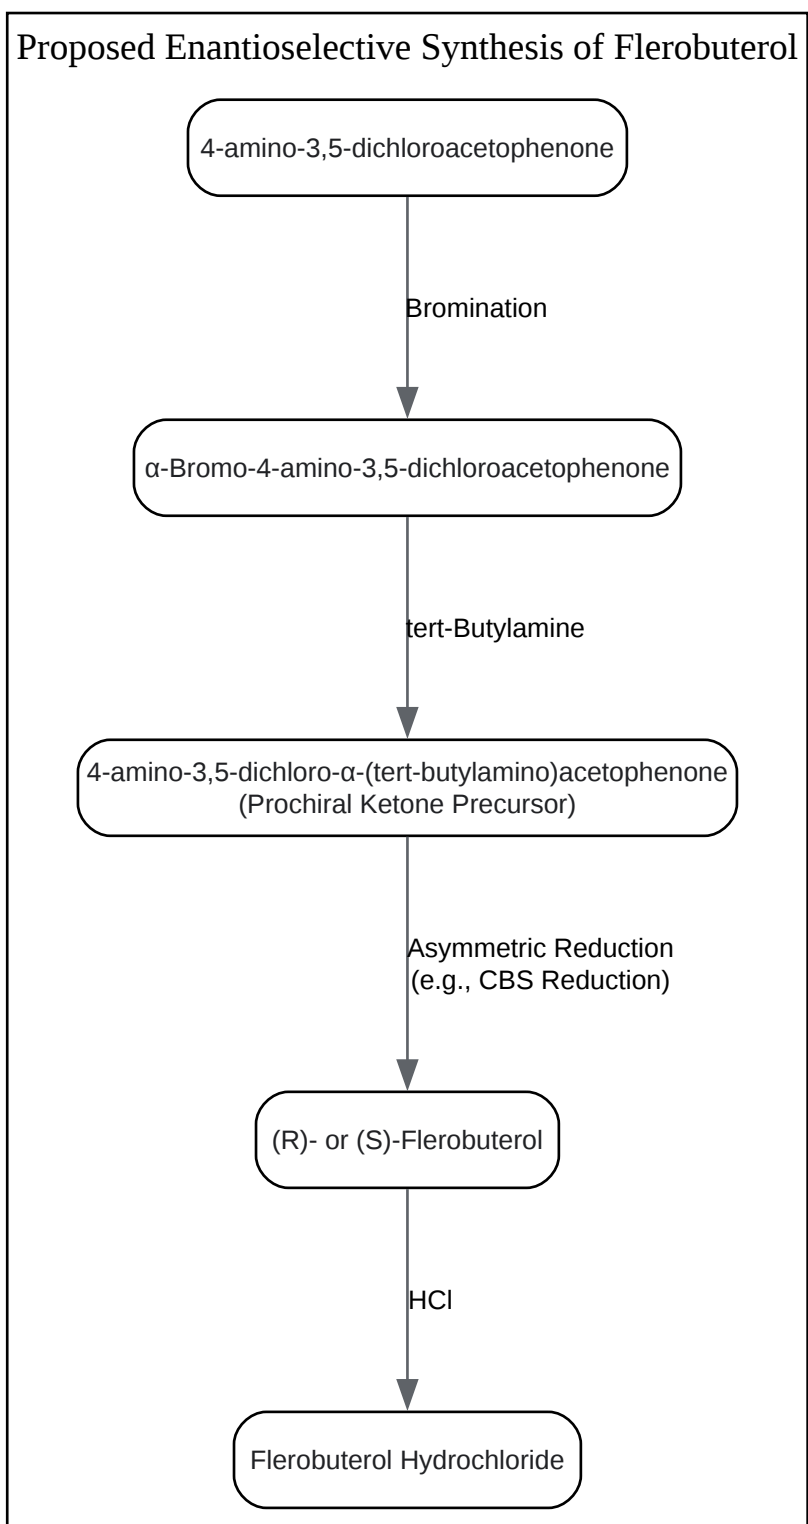 Proposed Enantioselective Synthesis of Flerobuterol
4-amino-3,5-dichloroacetophenone
Bromination
α-Bromo-4-amino-3,5-dichloroacetophenone
tert-Butylamine
4-amino-3,5-dichloro-α-(tert-butylamino)acetophenone
(Prochiral Ketone Precursor)
Asymmetric Reduction
(e.g., CBS Reduction)
(R)- or (S)-Flerobuterol
HCl
Flerobuterol Hydrochloride